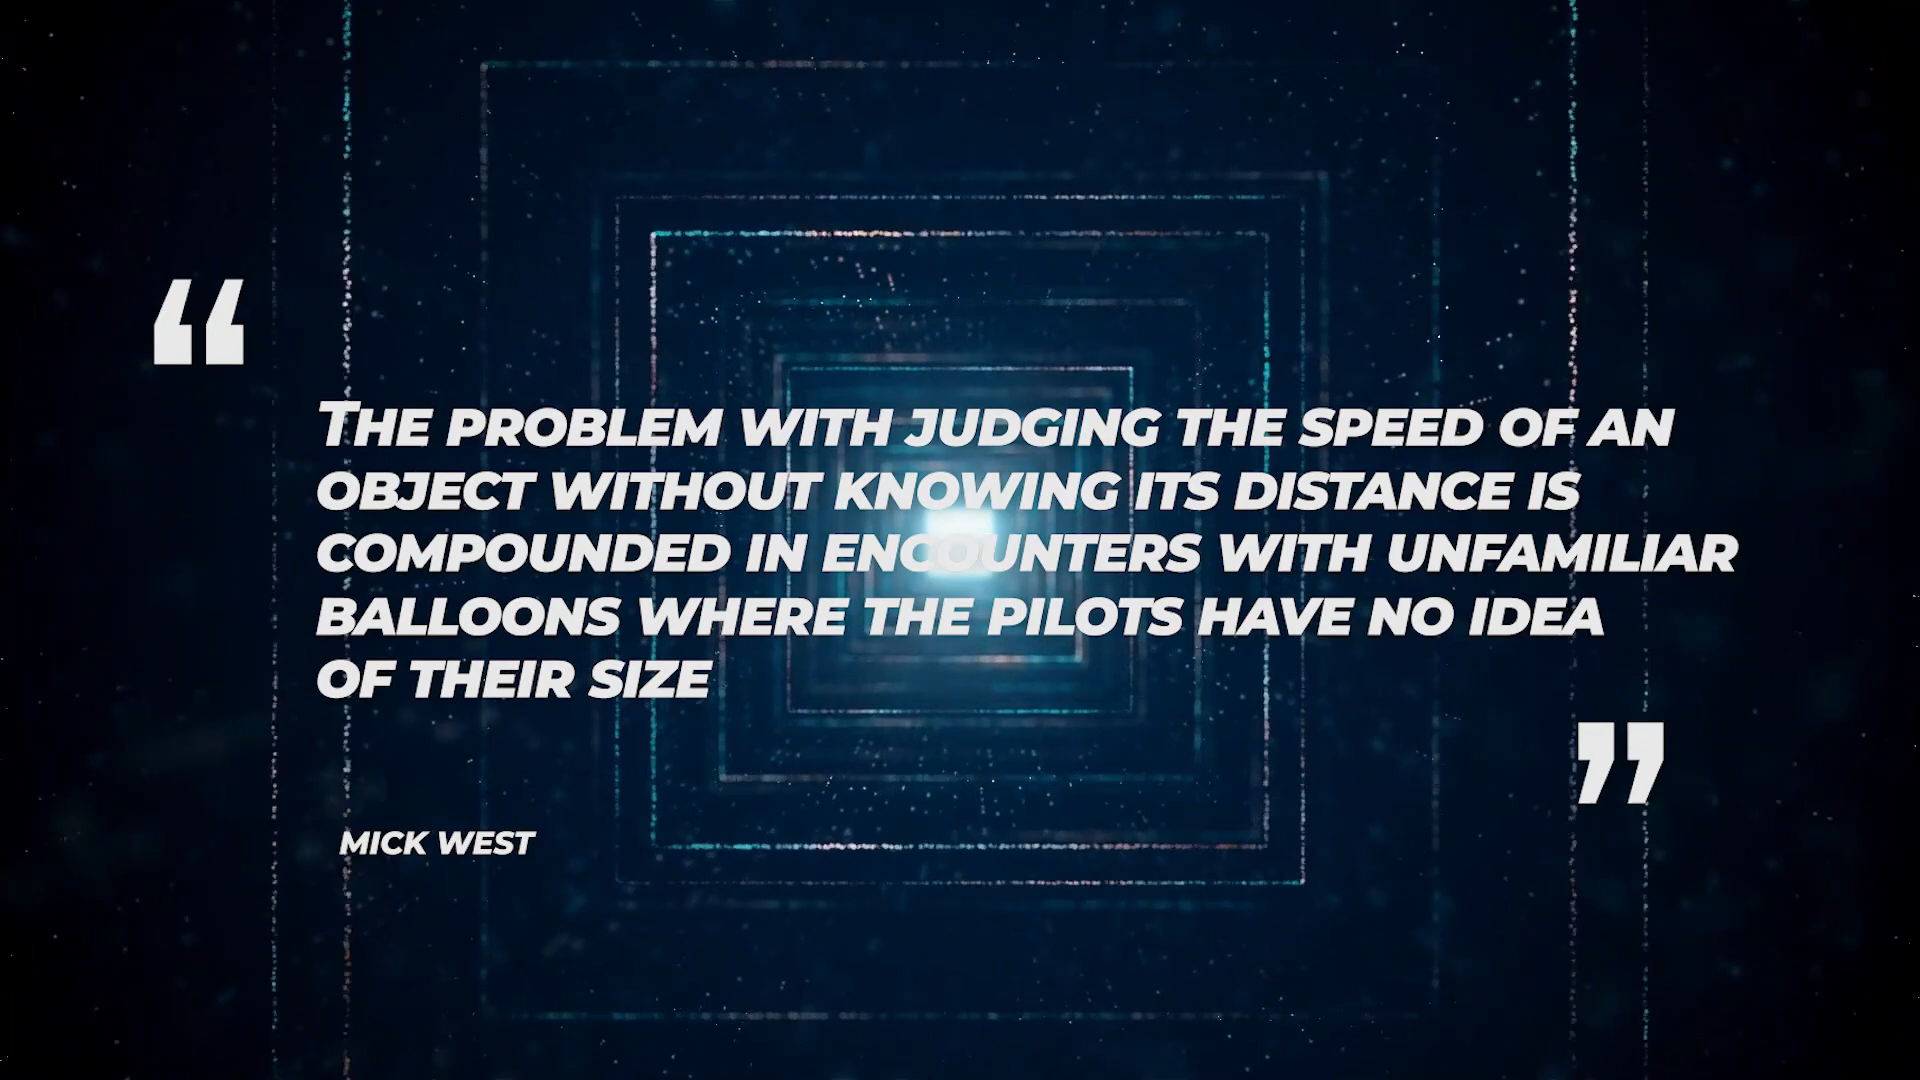 “
THE PROBLEM WITH JUDGING THE SPEED OF AN
OBJECT WITHOUT KNOWING ITS DISTANCE IS
COMPOUNDED IN ENCOUNTERS WITH UNFAMILIAR
BALLOONS WHERE THE PILOTS HAVE NO IDEA
OF THEIR SIZE
”
MICK WEST